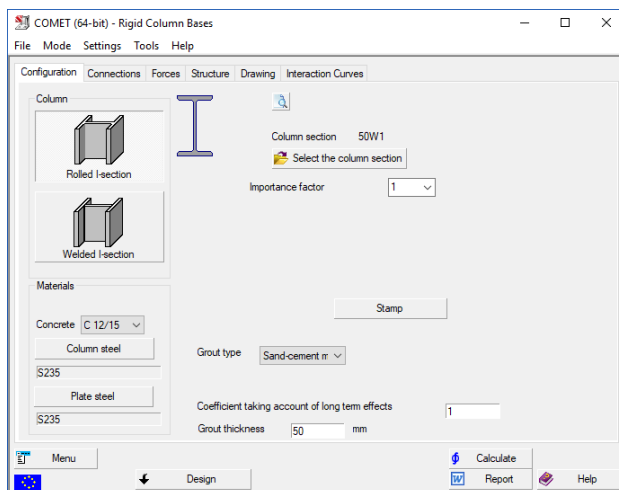 COMET (64-bit) - Rigid Column Bases
File Mode Settings Tools Help
Configuration Connections Forces Structure Drawing Interaction Curves
Column
Rolled I-section
Welded I-section
Column section 50W1
Select the column section
Importance factor 1
Materials
Concrete C 12/15
Column steel
S235
Plate steel
S235
Stamp
Grout type Sand-cement m
Coefficient taking account of long term effects 1
Grout thickness 50 mm
Menu
Design
Calculate
W Report
Help